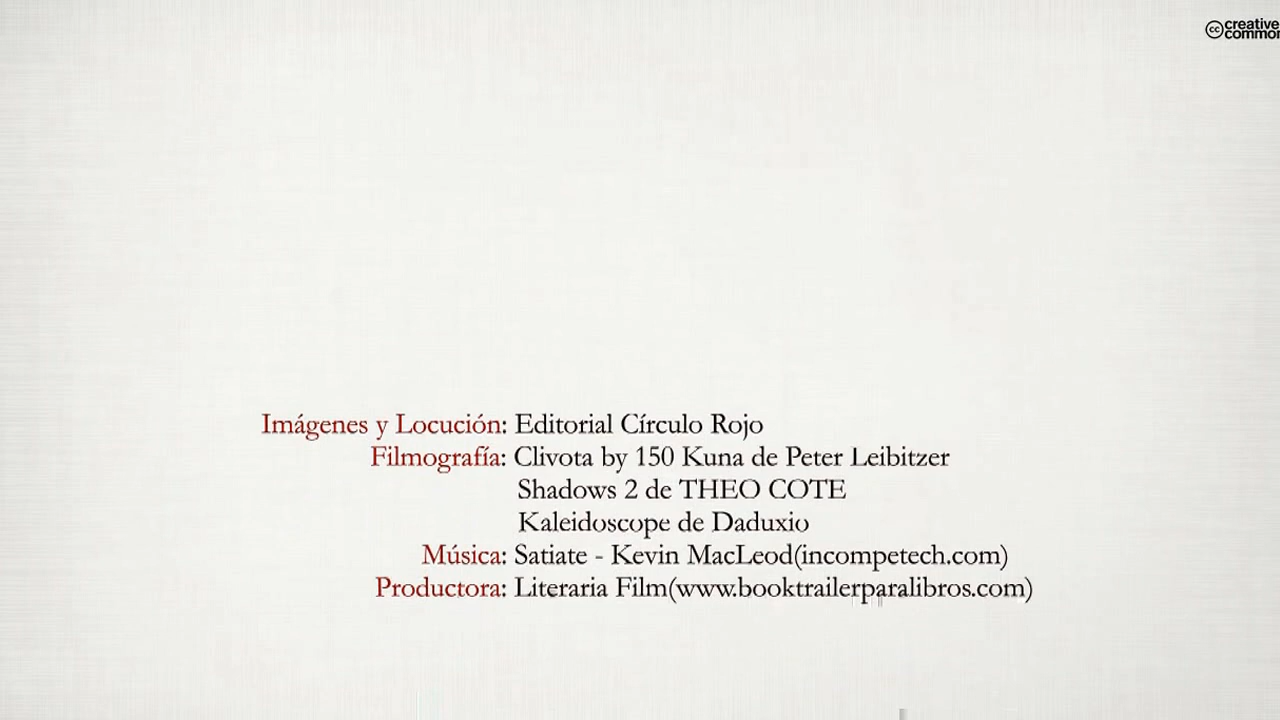 creative
common
Imágenes y Locución: Editorial Círculo Rojo
Filmografía: Clivota by 150 Kuna de Peter Leibitzer
Shadows 2 de THEO COTE
Kaleidoscope de Daduxio
Música: Satiate - Kevin MacLeod(incompetech.com)
Productora: Literaria Film(www.booktrailerparalibros.com)